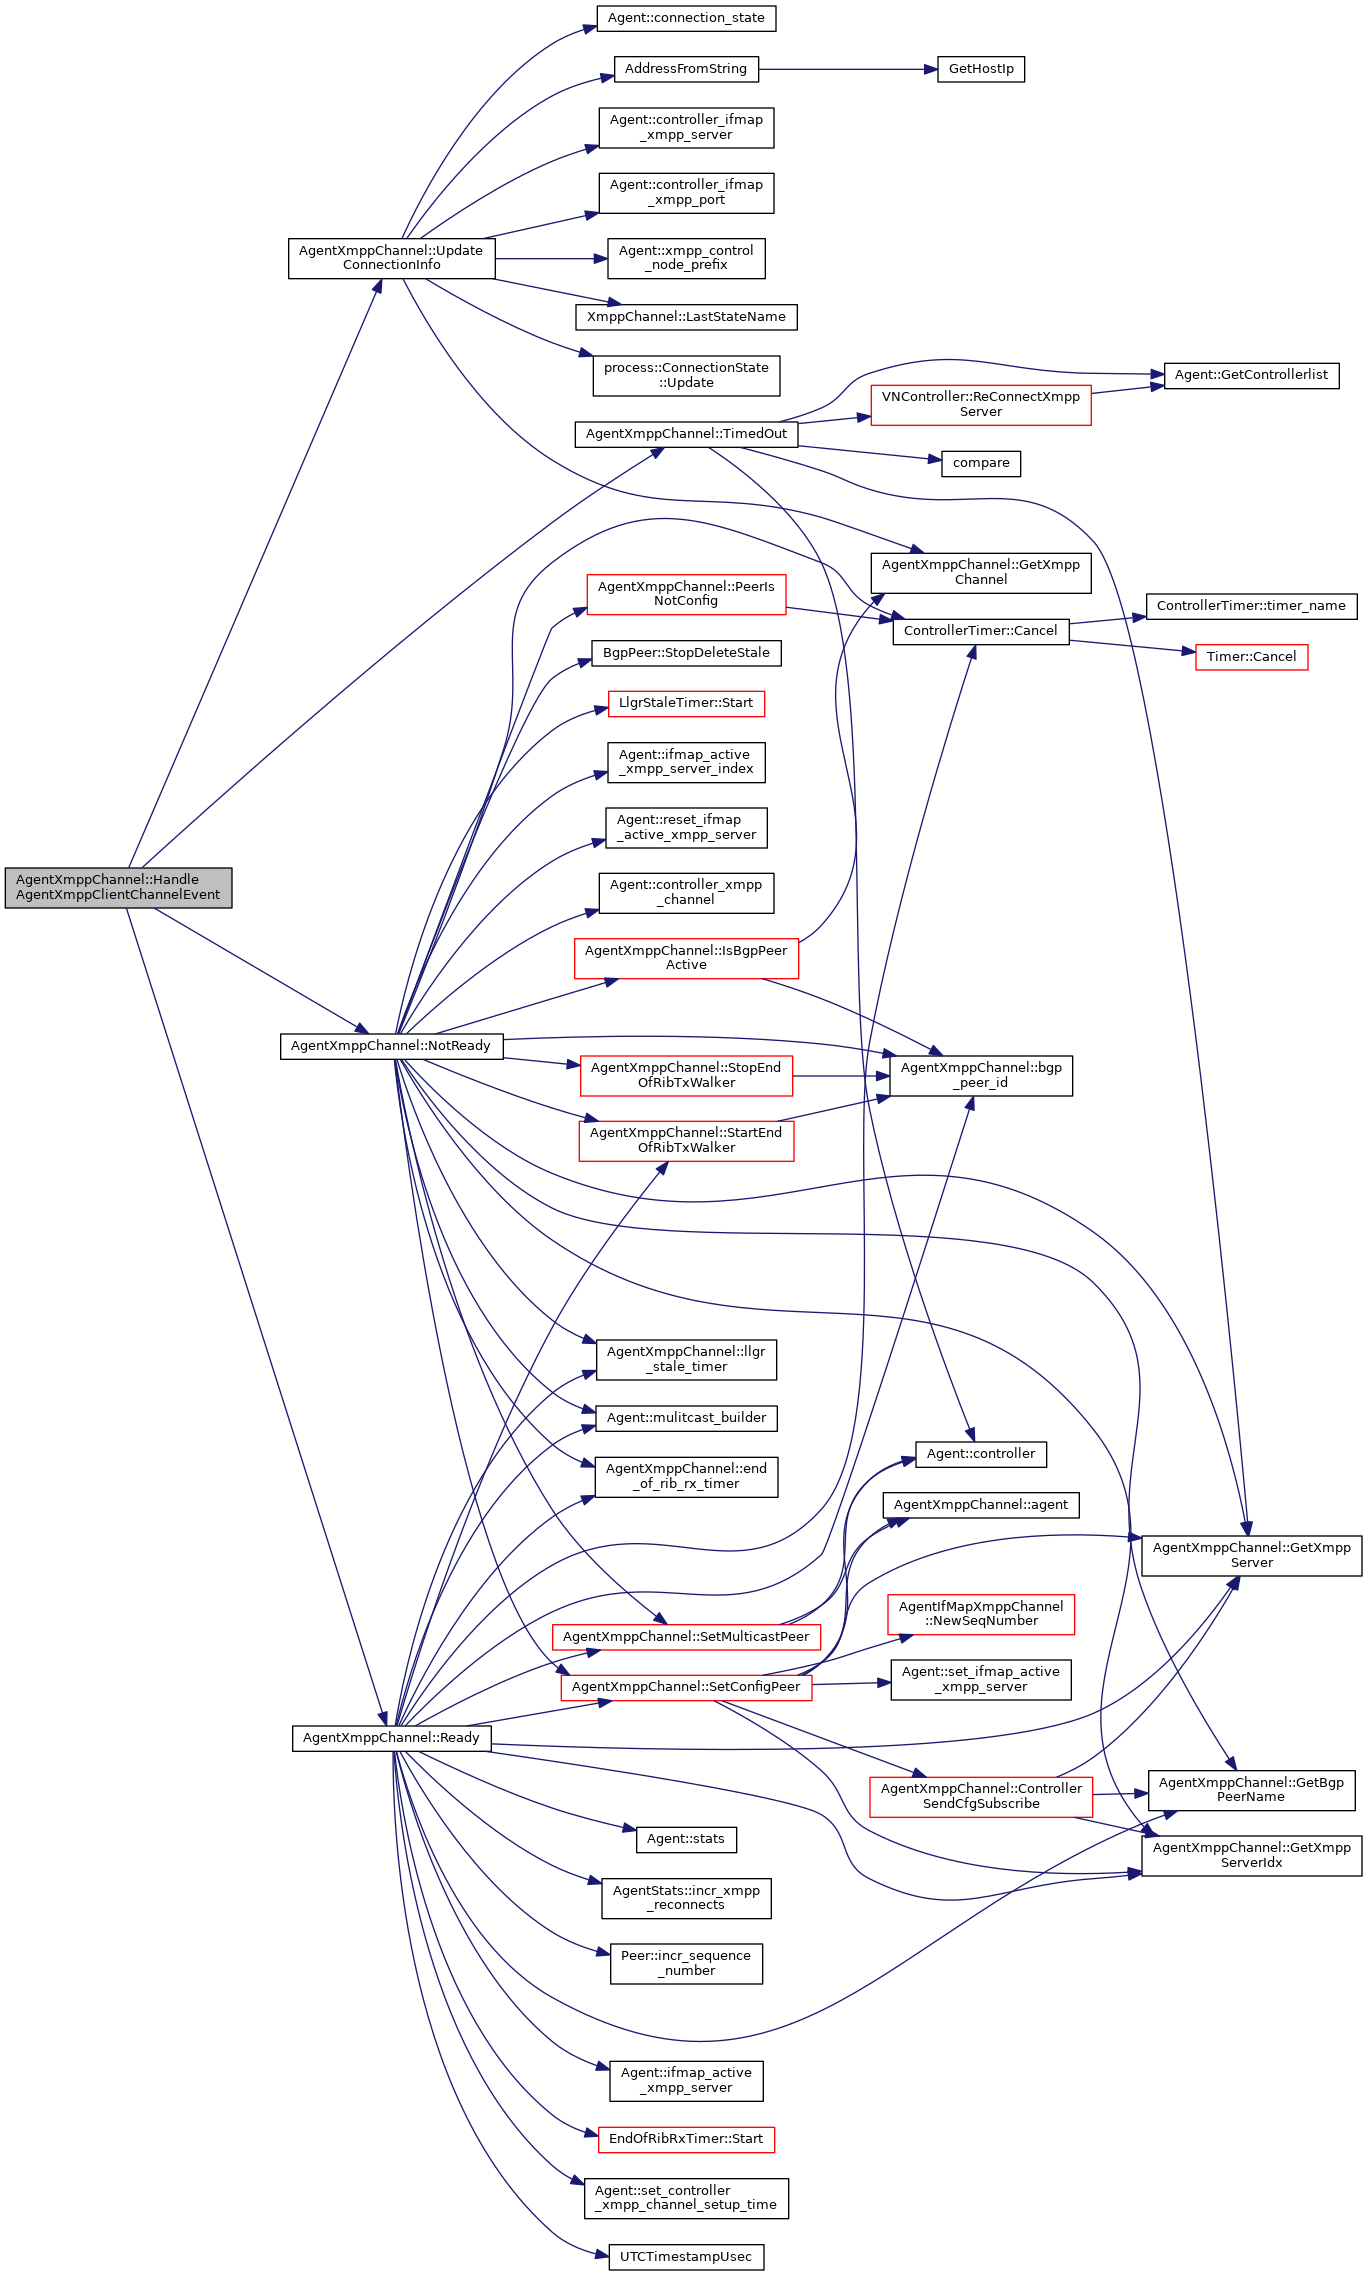 Agent::connection_state
AddressFromString
GetHostIp
Agent::controller_ifmap
_xmpp_server
Agent::controller_ifmap
_xmpp_port
AgentXmppChannel::Update
ConnectionInfo
Agent::xmpp_control
_node_prefix
XmppChannel::LastStateName
process::ConnectionState
::Update
Agent::GetControllerlist
VNController::ReConnectXmpp
Server
AgentXmppChannel::TimedOut
compare
AgentXmppChannel::GetXmpp
Channel
AgentXmppChannel::PeerIs
NotConfig
ControllerTimer::timer_name
ControllerTimer::Cancel
BgpPeer::StopDeleteStale
Timer::Cancel
LlgrStaleTimer::Start
Agent::ifmap_active
_xmpp_server_index
Agent::reset_ifmap
_active_xmpp_server
AgentXmppChannel::Handle
AgentXmppClientChannelEvent
Agent::controller_xmpp
_channel
AgentXmppChannel::IsBgpPeer
Active
AgentXmppChannel::NotReady
AgentXmppChannel::StopEnd
OfRibTxWalker
AgentXmppChannel::bgp
_peer_id
AgentXmppChannel::StartEnd
OfRibTxWalker
AgentXmppChannel::llgr
_stale_timer
Agent::mulitcast_builder
Agent::controller
AgentXmppChannel::end
_of_rib_rx_timer
AgentXmppChannel::agent
AgentXmppChannel::GetXmpp
Server
AgentIfMapXmppChannel
::NewSeqNumber
AgentXmppChannel::SetMulticastPeer
Agent::set_ifmap_active
_xmpp_server
AgentXmppChannel::SetConfigPeer
AgentXmppChannel::Ready
AgentXmppChannel::Controller
SendCfgSubscribe
AgentXmppChannel::GetBgp
PeerName
Agent::stats
AgentXmppChannel::GetXmpp
ServerIdx
AgentStats::incr_xmpp
_reconnects
Peer::incr_sequence
_number
Agent::ifmap_active
_xmpp_server
EndOfRibRxTimer::Start
Agent::set_controller
_xmpp_channel_setup_time
UTCTimestampUsec